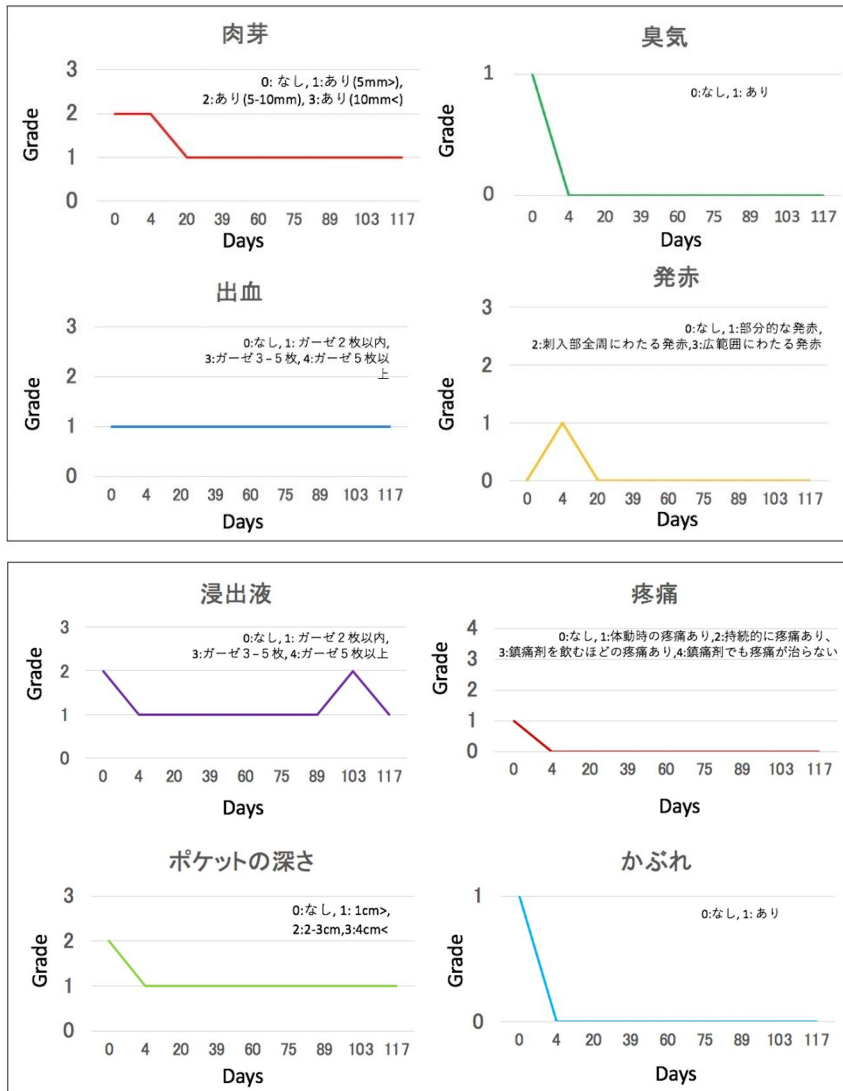 肉芽
3
2
1
0
Grade
0: なし, 1:あり(5mm>),
2:あり(5-10mm), 3:あり(10mm<)
0 4 20 39 60 75 89 103 117
Days
臭気
1
0
Grade
0:なし, 1: あり
0 4 20 39 60 75 89 103 117
Days
出血
3
2
1
0
Grade
0:なし, 1: ガーゼ２枚以内,
3:ガーゼ３−５枚, 4:ガーゼ５枚以
上
0 4 20 39 60 75 89 103 117
Days
発赤
3
2
1
0
Grade
0:なし, 1:部分的な発赤,
2:刺入部全周にわたる発赤,3:広範囲にわたる発赤
0 4 20 39 60 75 89 103 117
Days
浸出液
3
2
1
0
Grade
0:なし, 1: ガーゼ２枚以内,
3:ガーゼ３−５枚, 4:ガーゼ５枚以上
0 4 20 39 60 75 89 103 117
Days
疼痛
4
3
2
1
0
Grade
0:なし, 1:体動時の疼痛あり,2:持続的に疼痛あり、
3:鎮痛剤を飲むほどの疼痛あり,4:鎮痛剤でも疼痛が治らない
0 4 20 39 60 75 89 103 117
Days
ポケットの深さ
3
2
1
0
Grade
0:なし, 1: 1cm>,
2:2-3cm,3:4cm<
0 4 20 39 60 75 89 103 117
Days
かぶれ
1
0
Grade
0:なし, 1: あり
0 4 20 39 60 75 89 103 117
Days